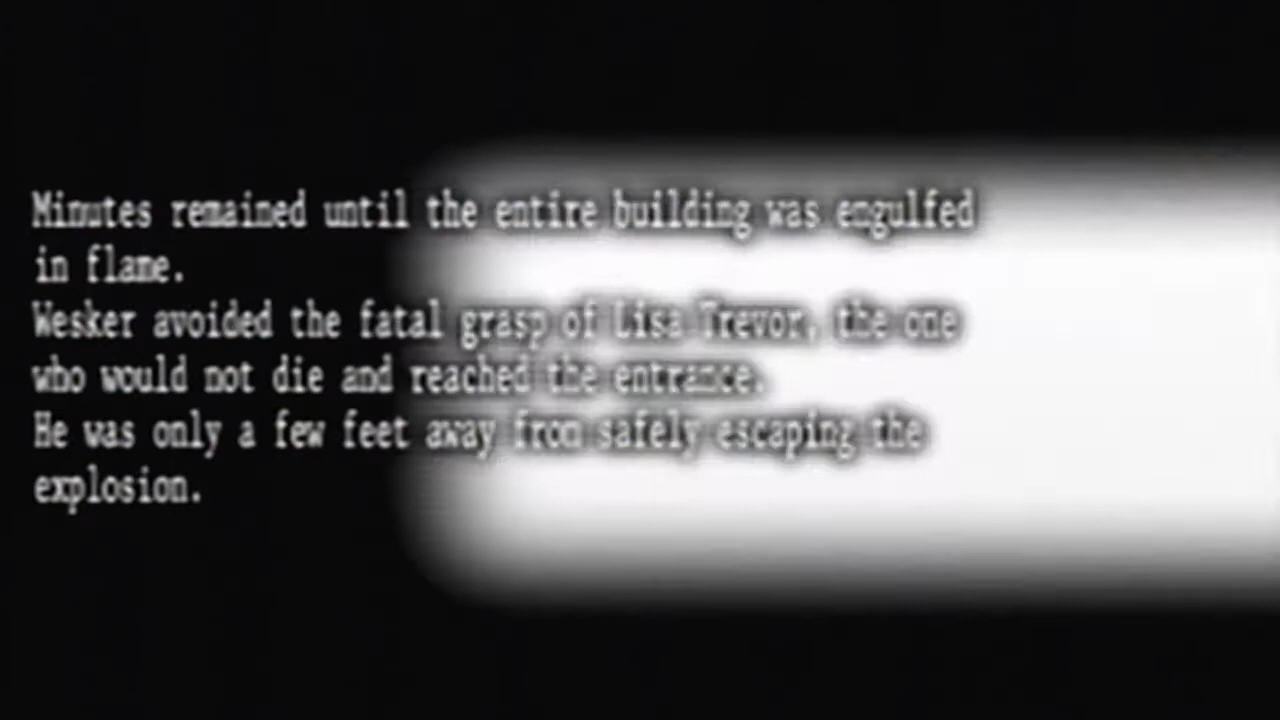 Minutes remained until the entire building was engulfed
in flame.
Wesker avoided the fatal grasp of Lisa Trevor, the one
who would not die and reached the entrance.
He was only a few feet away from safely escaping the
explosion.